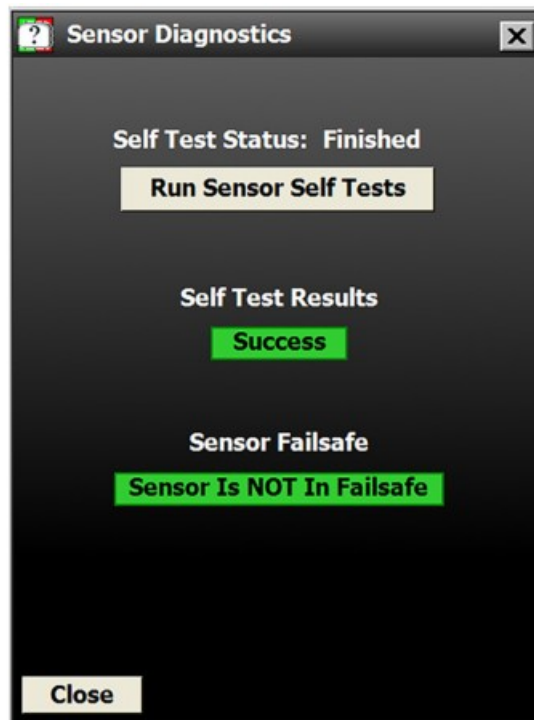 Sensor Diagnostics
Self Test Status: Finished
Run Sensor Self Tests
Self Test Results
Success
Sensor Failsafe
Sensor Is NOT In Failsafe
Close